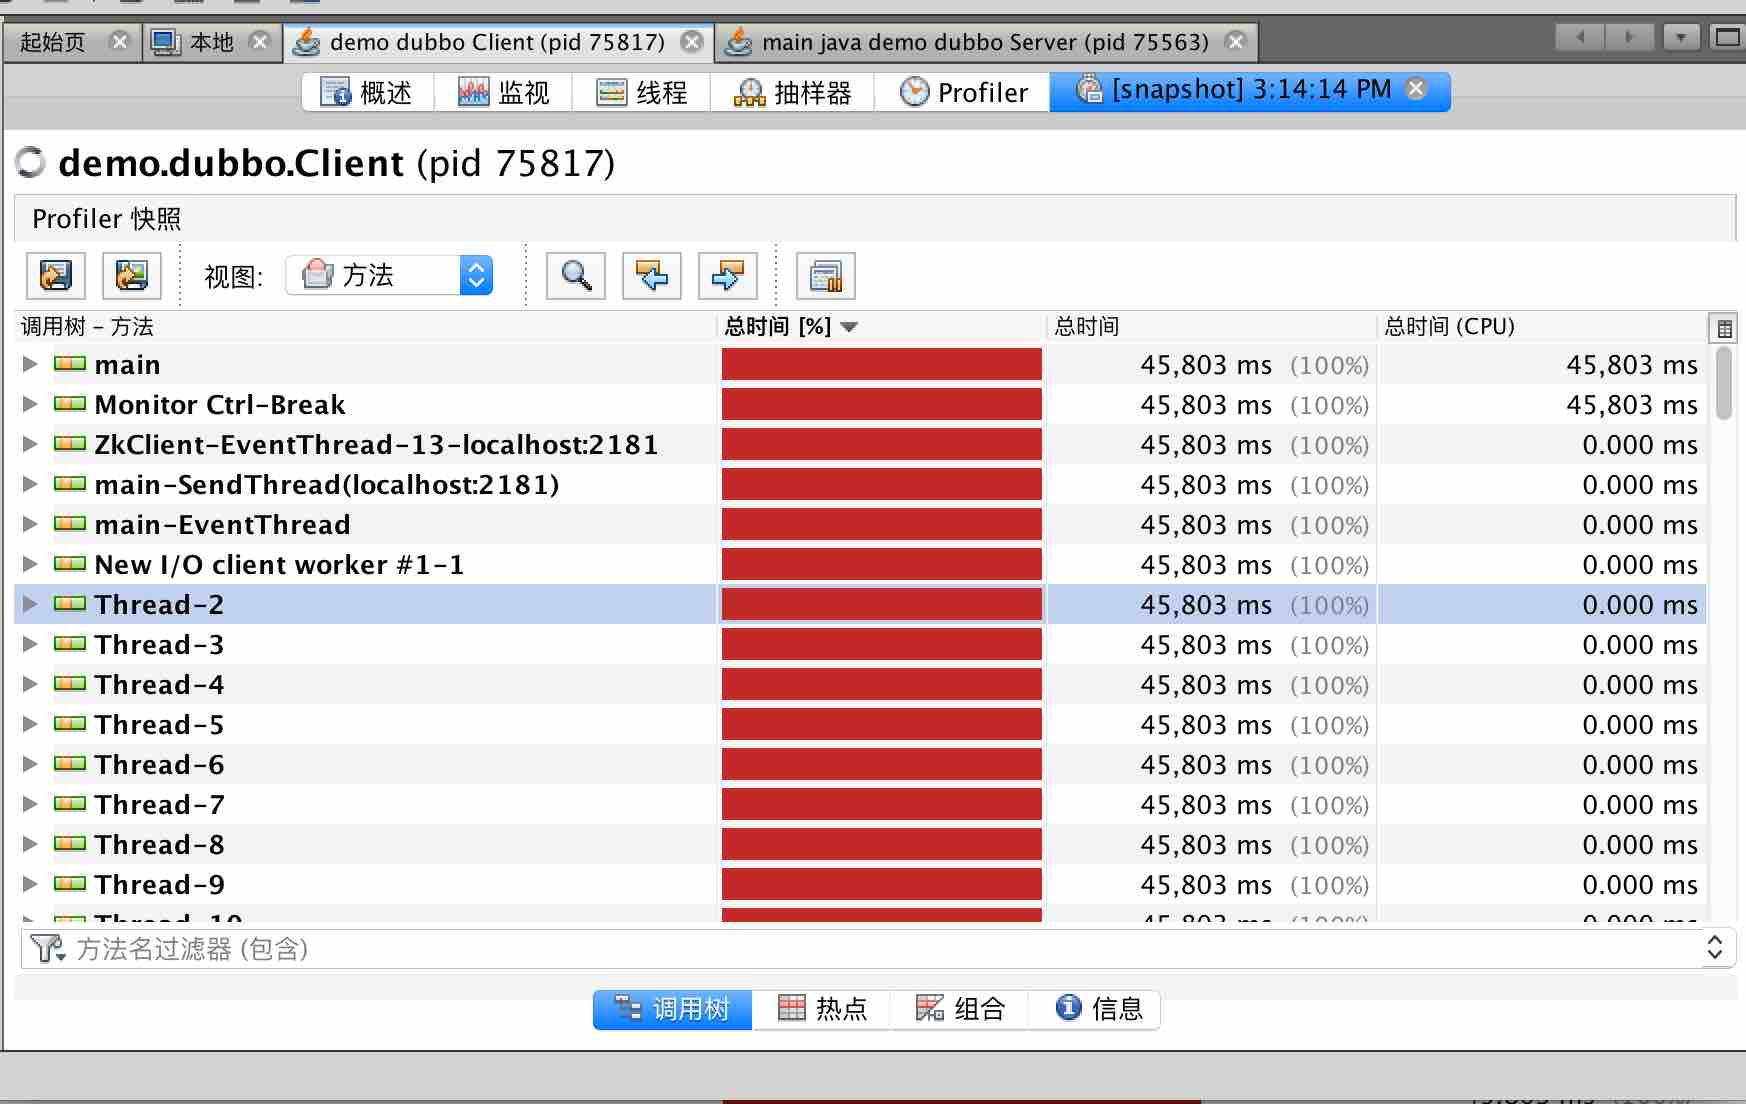 起始页 本地 demo dubbo Client (pid 75817) main java demo dubbo Server (pid 75563)
概述 监视 线程 抽样器 Profiler [snapshot] 3:14:14 PM
demo.dubbo.Client (pid 75817)
Profiler 快照
视图: 方法
调用树 – 方法 总时间 [%] 总时间 总时间 (CPU)
main 45,803 ms (100%) 45,803 ms
Monitor Ctrl-Break 45,803 ms (100%) 45,803 ms
ZkClient-EventThread-13-localhost:2181 45,803 ms (100%) 0.000 ms
main-SendThread(localhost:2181) 45,803 ms (100%) 0.000 ms
main-EventThread 45,803 ms (100%) 0.000 ms
New I/O client worker #1-1 45,803 ms (100%) 0.000 ms
Thread-2 45,803 ms (100%) 0.000 ms
Thread-3 45,803 ms (100%) 0.000 ms
Thread-4 45,803 ms (100%) 0.000 ms
Thread-5 45,803 ms (100%) 0.000 ms
Thread-6 45,803 ms (100%) 0.000 ms
Thread-7 45,803 ms (100%) 0.000 ms
Thread-8 45,803 ms (100%) 0.000 ms
Thread-9 45,803 ms (100%) 0.000 ms
Thread-10 45,803 ms (100%) 0.000 ms
方法名过滤器 (包含)
调用树 热点 组合 信息